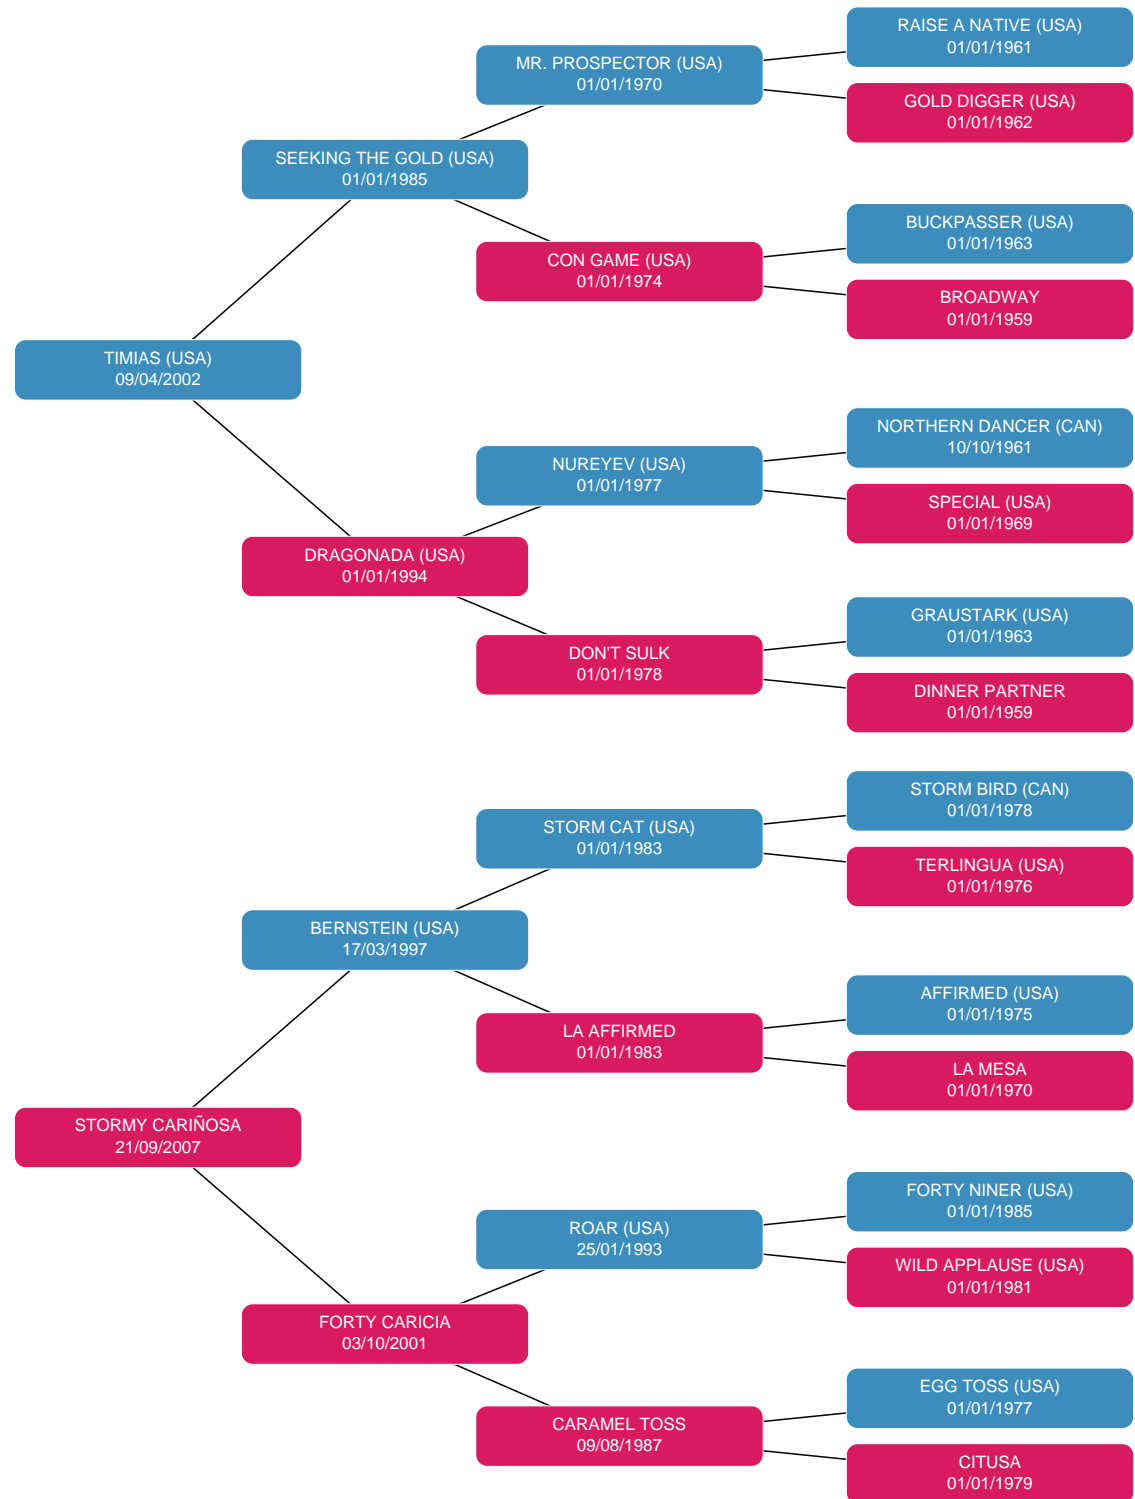 RAISE A NATIVE (USA)
01/01/1961
MR. PROSPECTOR (USA)
01/01/1970
GOLD DIGGER (USA)
01/01/1962
SEEKING THE GOLD (USA)
01/01/1985
BUCKPASSER (USA)
01/01/1963
CON GAME (USA)
01/01/1974
BROADWAY
01/01/1959
TIMIAS (USA)
09/04/2002
NORTHERN DANCER (CAN)
10/10/1961
NUREYEV (USA)
01/01/1977
SPECIAL (USA)
01/01/1969
DRAGONADA (USA)
01/01/1994
GRAUSTARK (USA)
01/01/1963
DON'T SULK
01/01/1978
DINNER PARTNER
01/01/1959
STORM BIRD (CAN)
01/01/1978
STORM CAT (USA)
01/01/1983
TERLINGUA (USA)
01/01/1976
BERNSTEIN (USA)
17/03/1997
AFFIRMED (USA)
01/01/1975
LA AFFIRMED
01/01/1983
LA MESA
01/01/1970
STORMY CARIÑOSA
21/09/2007
FORTY NINER (USA)
01/01/1985
ROAR (USA)
25/01/1993
WILD APPLAUSE (USA)
01/01/1981
FORTY CARICIA
03/10/2001
EGG TOSS (USA)
01/01/1977
CARAMEL TOSS
09/08/1987
CITUSA
01/01/1979